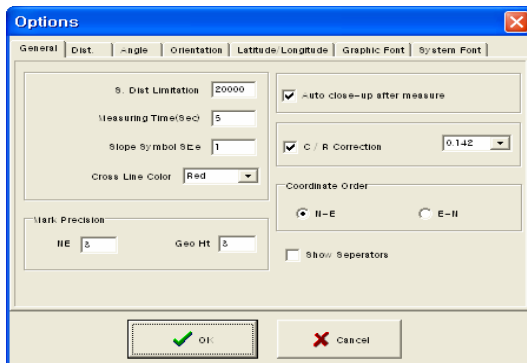 Options
General Dist. Angle Orientation Latitude/Longitude Graphic Font System Font
S. Dist Limitation 20000
Measuring Time(Sec) 5
Slope Symbol Size 1
Cross Line Color Red
Mark Precision
NE 3 Geo Ht 3
Auto close-up after measure
C / R Correction 0.142
Coordinate Order
N-E E-N
Show Seperators
OK Cancel